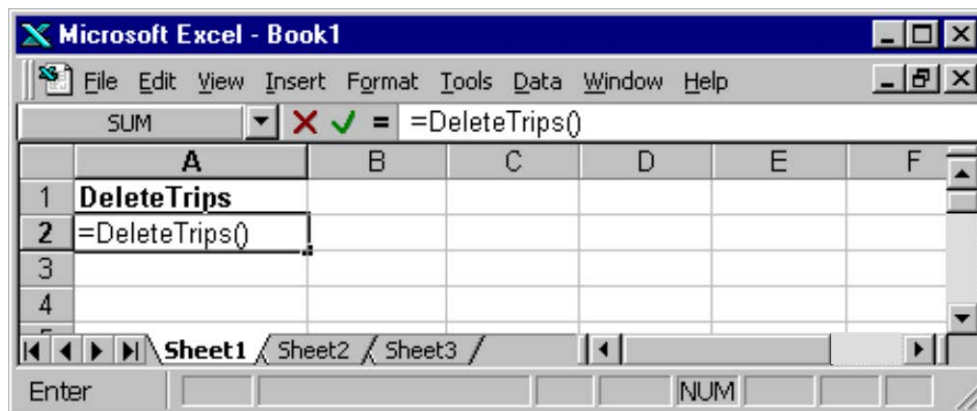 Microsoft Excel - Book1
File Edit View Insert Format Tools Data Window Help
SUM = =DeleteTrips()
A B C D E F
1 DeleteTrips
2 =DeleteTrips()
3
4
Sheet1 Sheet2 Sheet3
Enter NUM